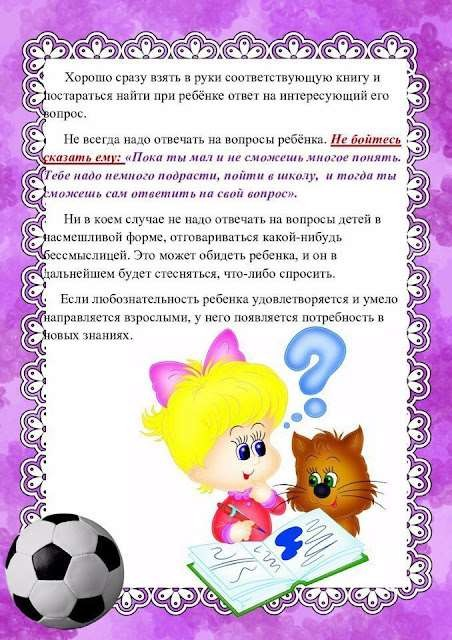 Хорошо сразу взять в руки соответствующую книгу и
постараться найти при ребёнке ответ на интересующий его
вопрос.
Не всегда надо отвечать на вопросы ребёнка. Не бойтесь
сказать ему: «Пока ты мал и не сможешь многое понять.
Тебе надо немного подрасти, пойти в школу,  и тогда ты
сможешь сам ответить на свой вопрос».
Ни в коем случае не надо отвечать на вопросы детей в
насмешливой форме, отговариваться какой-нибудь
бессмыслицей. Это может обидеть ребенка, и он в
дальнейшем будет стесняться, что-либо спросить.
Если любознательность ребенка удовлетворяется и умело
направляется взрослыми, у него появляется потребность в
новых знаниях.